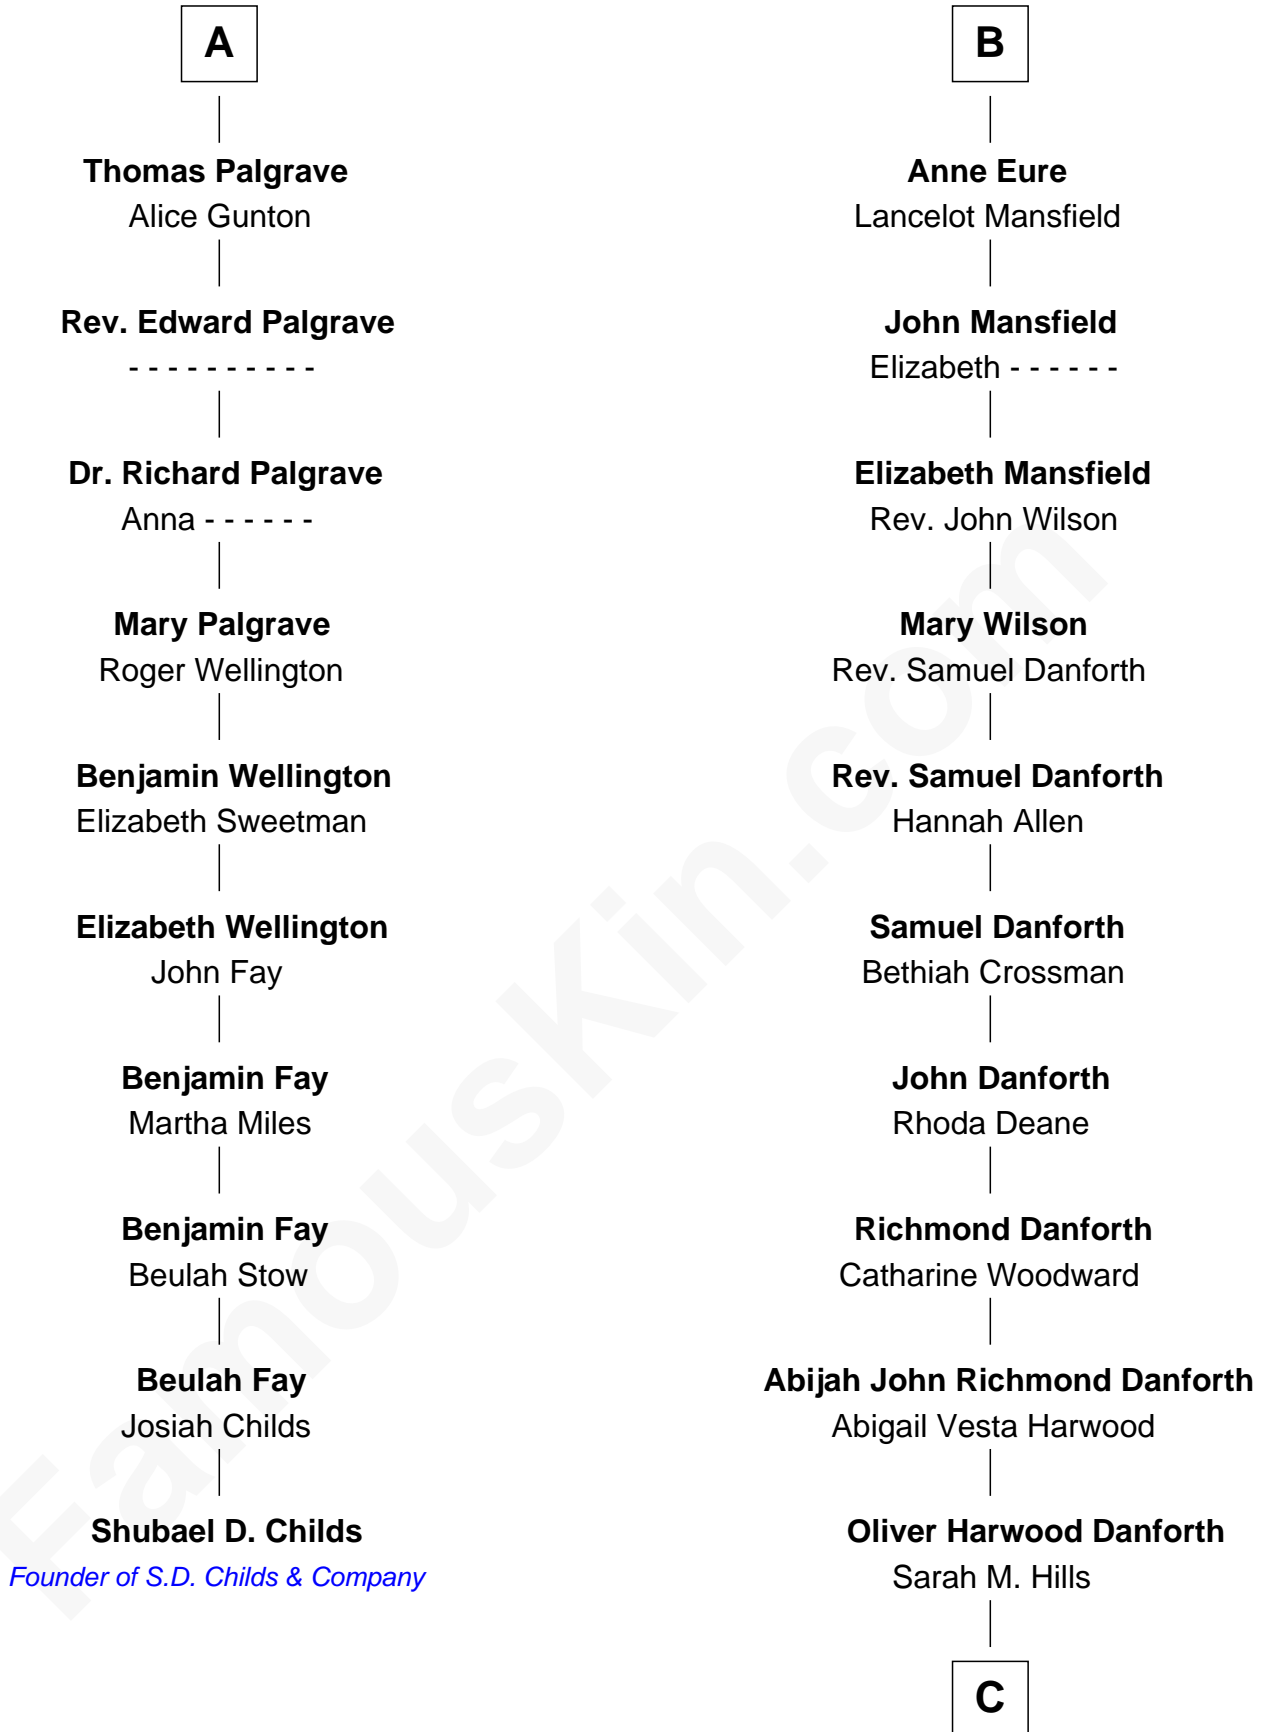 A
Thomas Palgrave
Alice Gunton
Rev. Edward Palgrave
- - - - - - - - - -
Dr. Richard Palgrave
Anna - - - - - -
Mary Palgrave
Roger Wellington
Benjamin Wellington
Elizabeth Sweetman
Elizabeth Wellington
John Fay
Benjamin Fay
Martha Miles
Benjamin Fay
Beulah Stow
Beulah Fay
Josiah Childs
Shubael D. Childs
Founder of S.D. Childs & Company
B
Anne Eure
Lancelot Mansfield
John Mansfield
Elizabeth - - - - - -
Elizabeth Mansfield
Rev. John Wilson
Mary Wilson
Rev. Samuel Danforth
Rev. Samuel Danforth
Hannah Allen
Samuel Danforth
Bethiah Crossman
John Danforth
Rhoda Deane
Richmond Danforth
Catharine Woodward
Abijah John Richmond Danforth
Abigail Vesta Harwood
Oliver Harwood Danforth
Sarah M. Hills
C
FamousKin.com